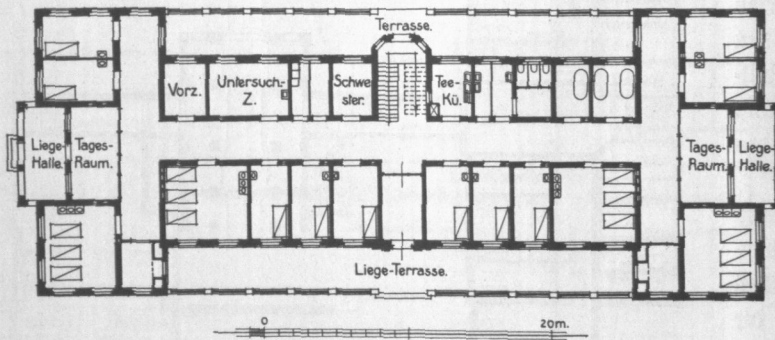 Terrasse.
Vorz.
Untersuch.-
Z.
Schwe-
ster.
Tee-
Kü.
Liege-
Halle.
Tages-
Raum.
Tages-
Raum.
Liege-
Halle.
Liege-Terrasse.
0
20m.